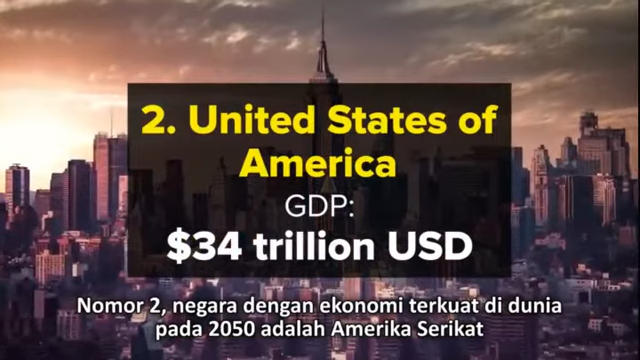 2. United States of
America
GDP:
$34 trillion USD
Nomor 2, negara dengan ekonomi terkuat di dunia
pada 2050 adalah Amerika Serikat